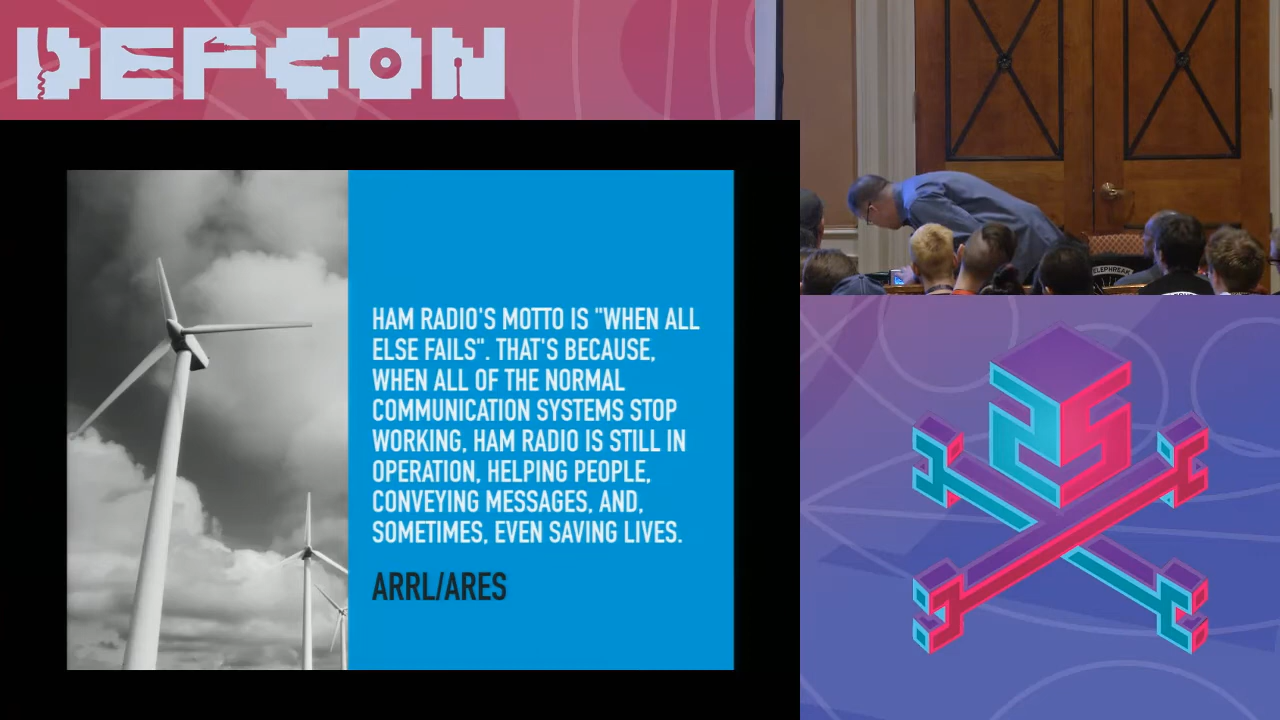 DEFCON
HAM RADIO'S MOTTO IS "WHEN ALL
ELSE FAILS". THAT'S BECAUSE,
WHEN ALL OF THE NORMAL
COMMUNICATION SYSTEMS STOP
WORKING, HAM RADIO IS STILL IN
OPERATION, HELPING PEOPLE,
CONVEYING MESSAGES, AND,
SOMETIMES, EVEN SAVING LIVES.
ARRL/ARES
25